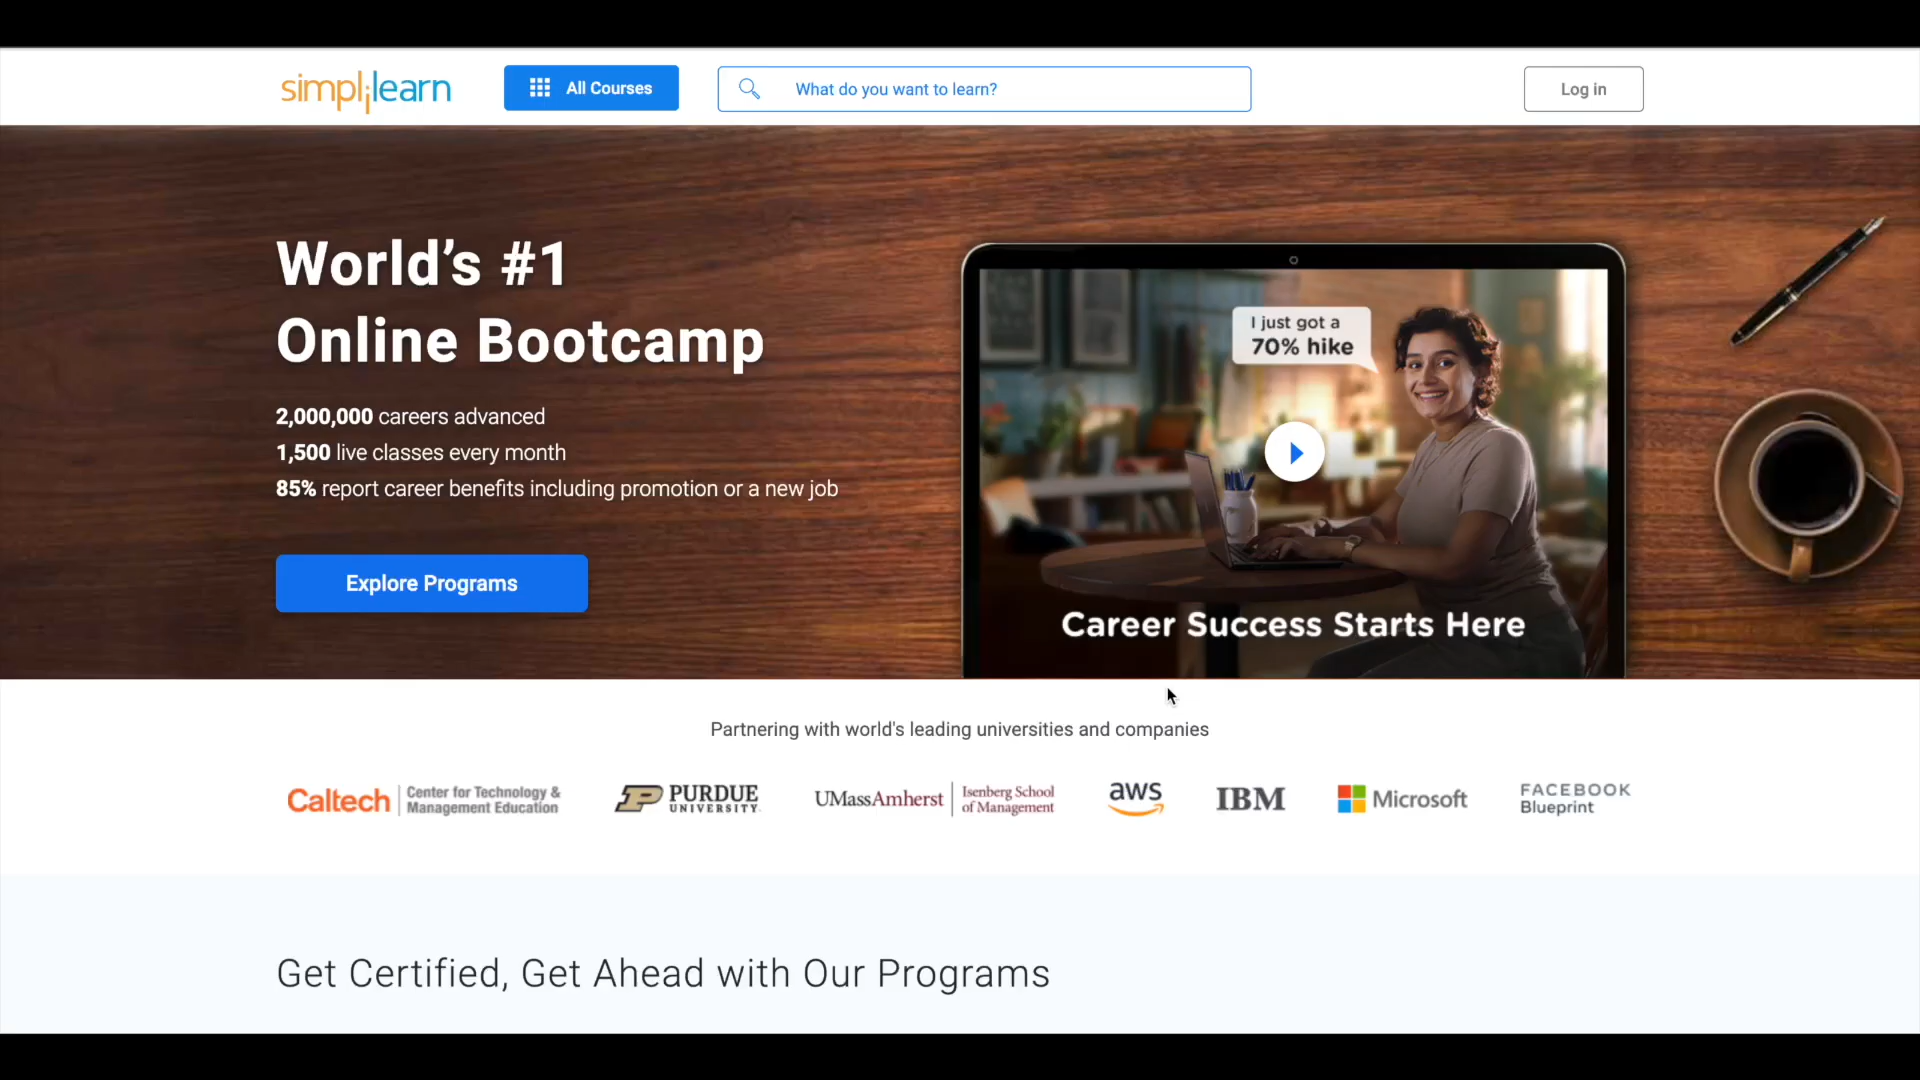 simplilearn
All Courses
What do you want to learn?
Log in
World's #1
Online Bootcamp
2,000,000 careers advanced
1,500 live classes every month
85% report career benefits including promotion or a new job
Explore Programs
I just got a
70% hike
Career Success Starts Here
Partnering with world's leading universities and companies
Caltech Center for Technology &
Management Education
PURDUE
UNIVERSITY
UMassAmherst Isenberg School
of Management
aws
IBM
Microsoft
FACEBOOK
Blueprint
Get Certified, Get Ahead with Our Programs